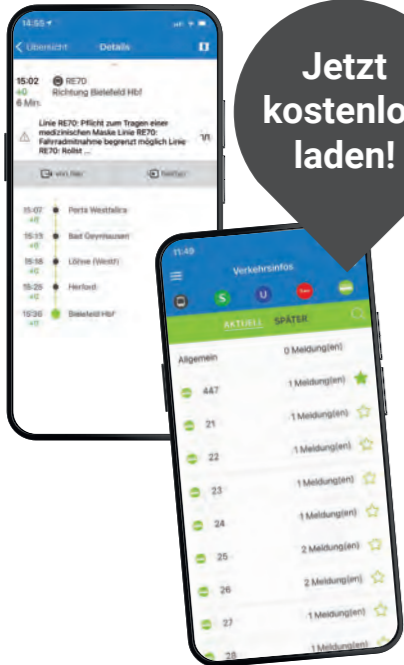 14:55
Übersicht Details
15:02 RE70
+0 Richtung Bielefeld Hbf
6 Min.
Linie RE70: Pflicht zum Tragen einer
medizinischen Maske Linie RE70:
Fahrradmitnahme begrenzt möglich Linie
RE70: Rollst ...
1/1
15:07 Porta Westfalica
+0
15:13 Bad Oeynhausen
+0
15:18 Löhne (Westf)
+0
15:25 Herford
+0
15:35 Bielefeld Hbf
+0
Jetzt
kostenlo
laden!
11:49
Verkehrsinfos
S U
AKTUELL SPÄTER
Allgemein 0 Meldung(en)
447 1 Meldung(en)
21 1 Meldung(en)
22 1 Meldung(en)
23 1 Meldung(en)
24 1 Meldung(en)
25 2 Meldung(en)
26 2 Meldung(en)
27 1 Meldung(en)
28 1 Meldung(en)